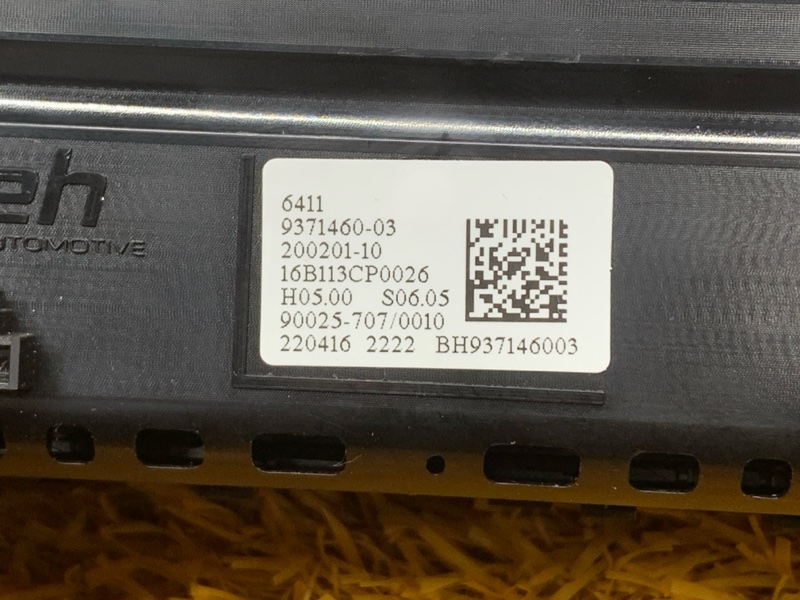 eh
AUTOMOTIVE
6411
9371460-03
200201-10
16B113CP0026
H05.00 S06.05
90025-707/0010
220416 2222 BH937146003